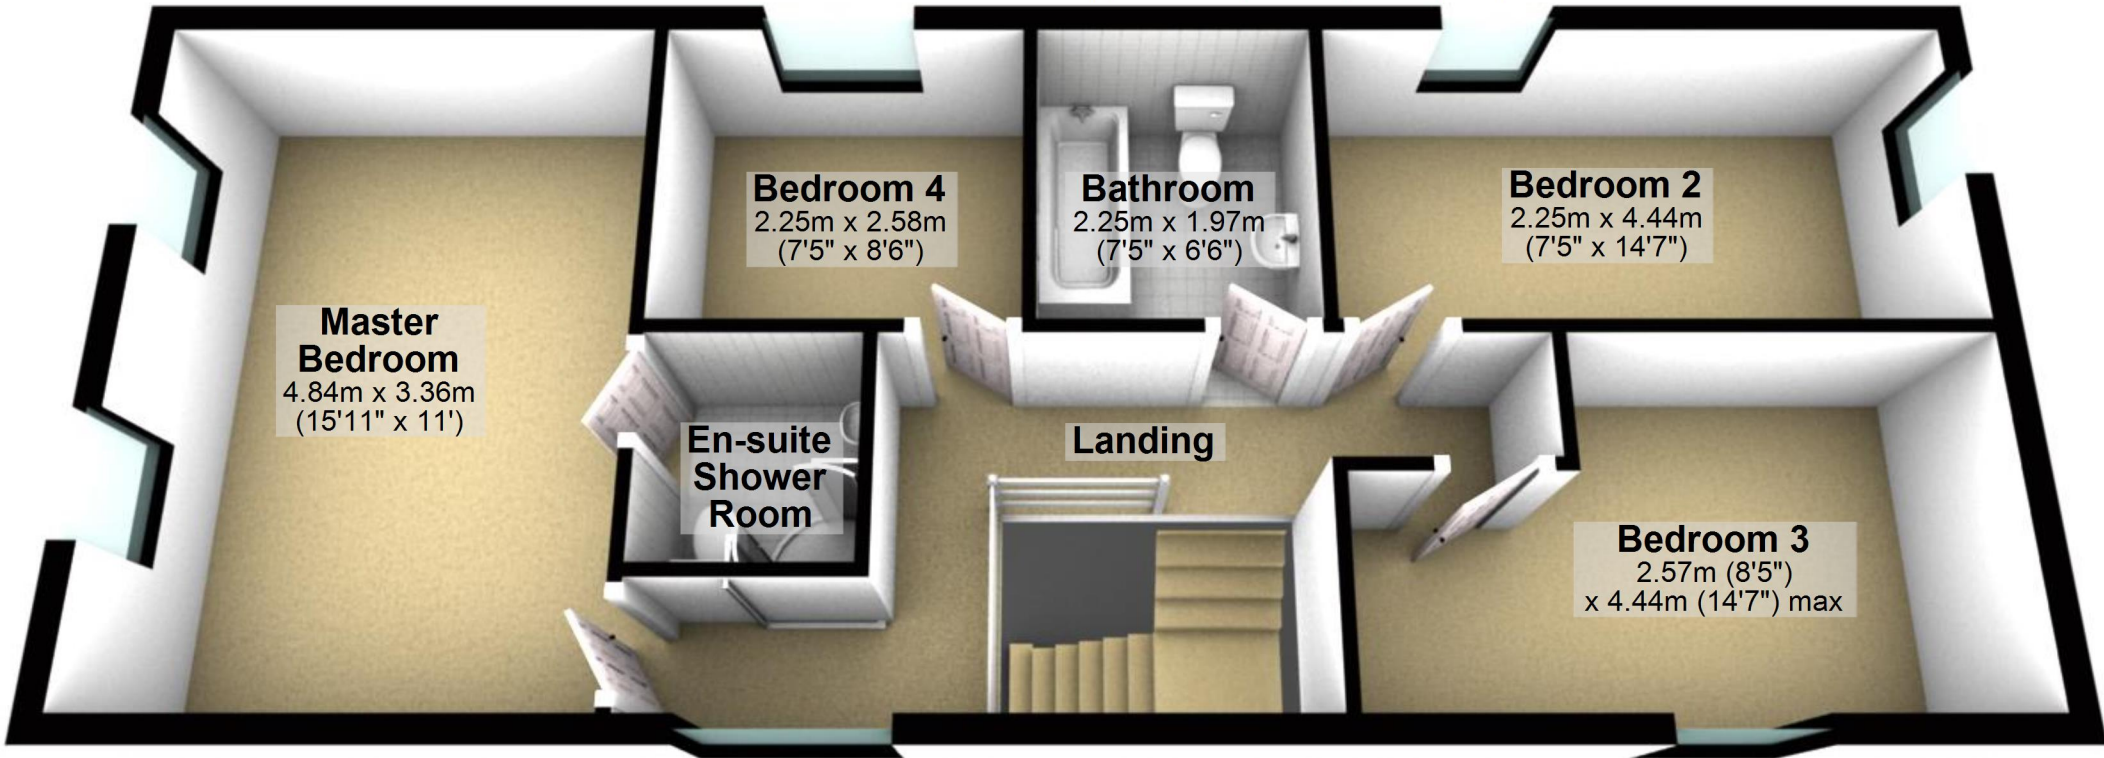 Bedroom 4
2.25m x 2.58m
(7'5" x 8'6")
Bathroom
2.25m x 1.97m
(7'5" x 6'6")
Bedroom 2
2.25m x 4.44m
(7'5" x 14'7")
Master
Bedroom
4.84m x 3.36m
(15'11" x 11')
En-suite
Shower
Room
Landing
Bedroom 3
2.57m (8'5")
x 4.44m (14'7") max